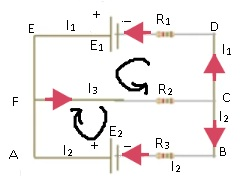 I₁ + − R₁ D
E E₁ I₁
F I₃ R₂ C
I₂ E₂ I₂
A + − R₃ B
I₂